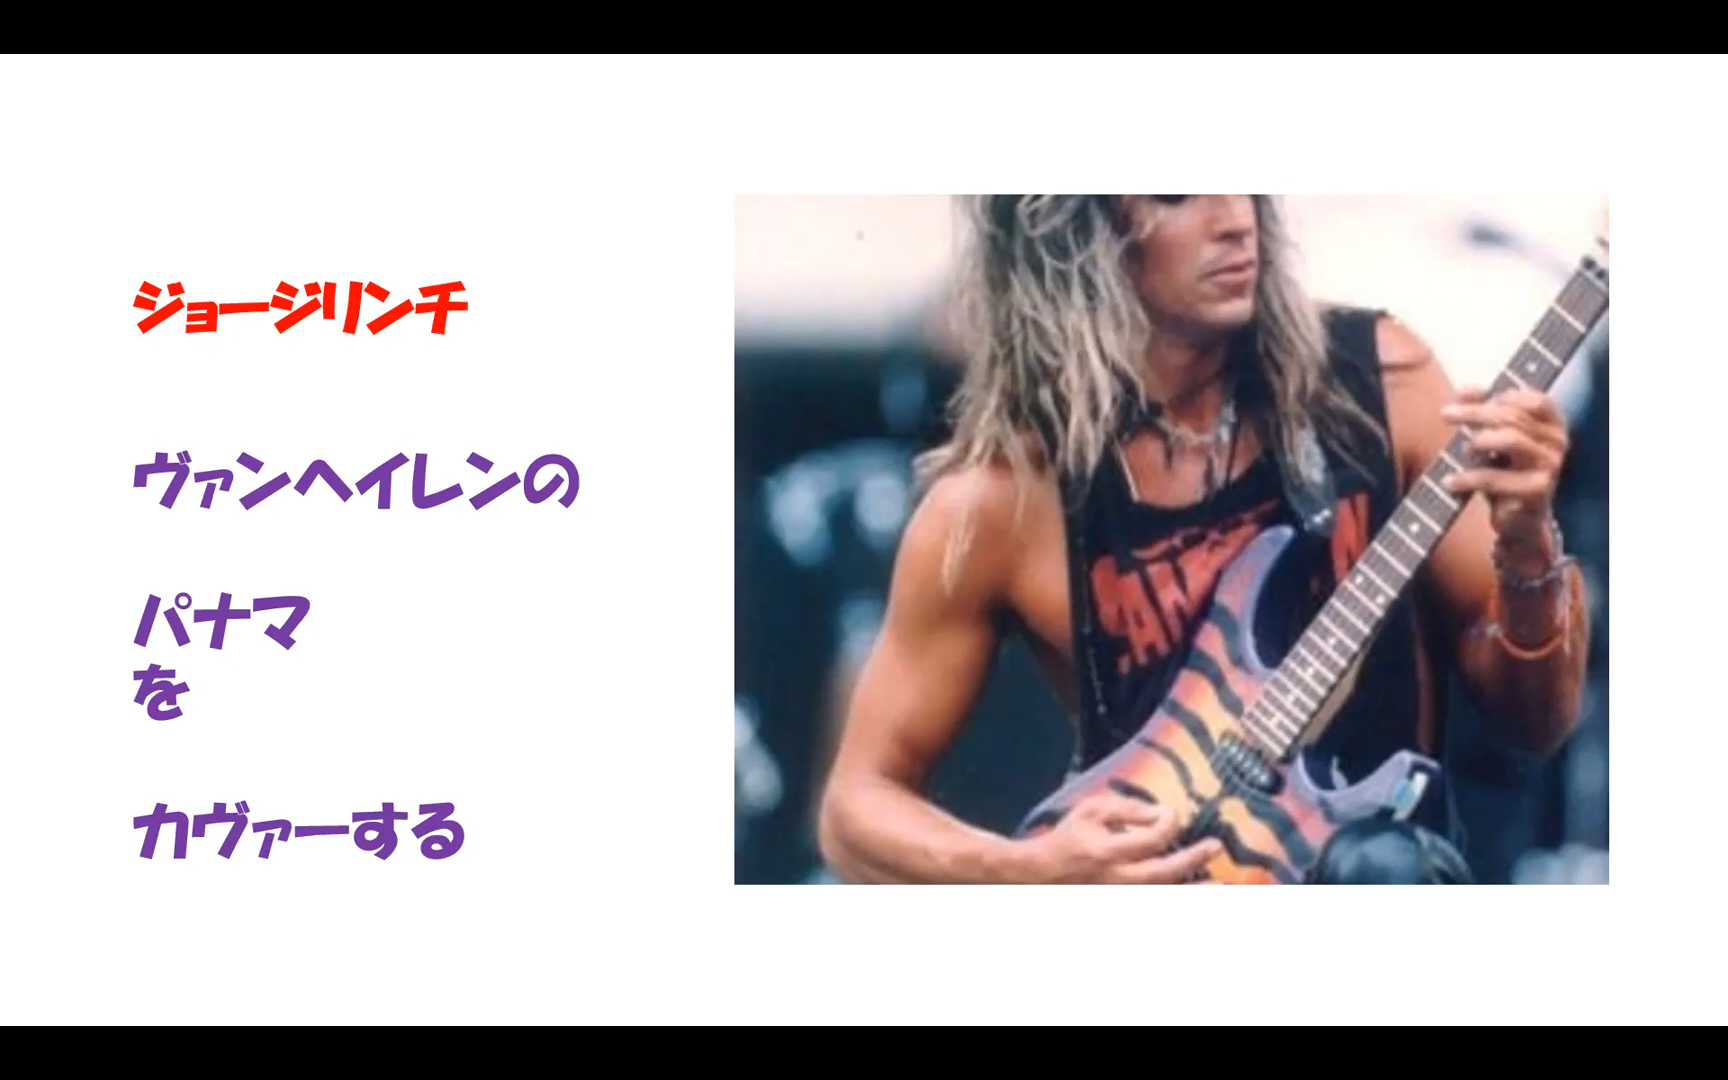 ジョージリンチ
ヴァンヘイレンの
パナマ
を
カヴァーする